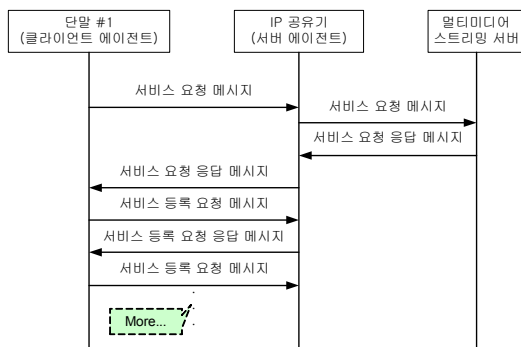 단말 #1
(클라이언트 에이전트)
IP 공유기
(서버 에이전트)
멀티미디어
스트리밍 서버
서비스 요청 메시지
서비스 요청 메시지
서비스 요청 응답 메시지
서비스 요청 응답 메시지
서비스 등록 요청 메시지
서비스 등록 요청 응답 메시지
서비스 등록 요청 메시지
More...